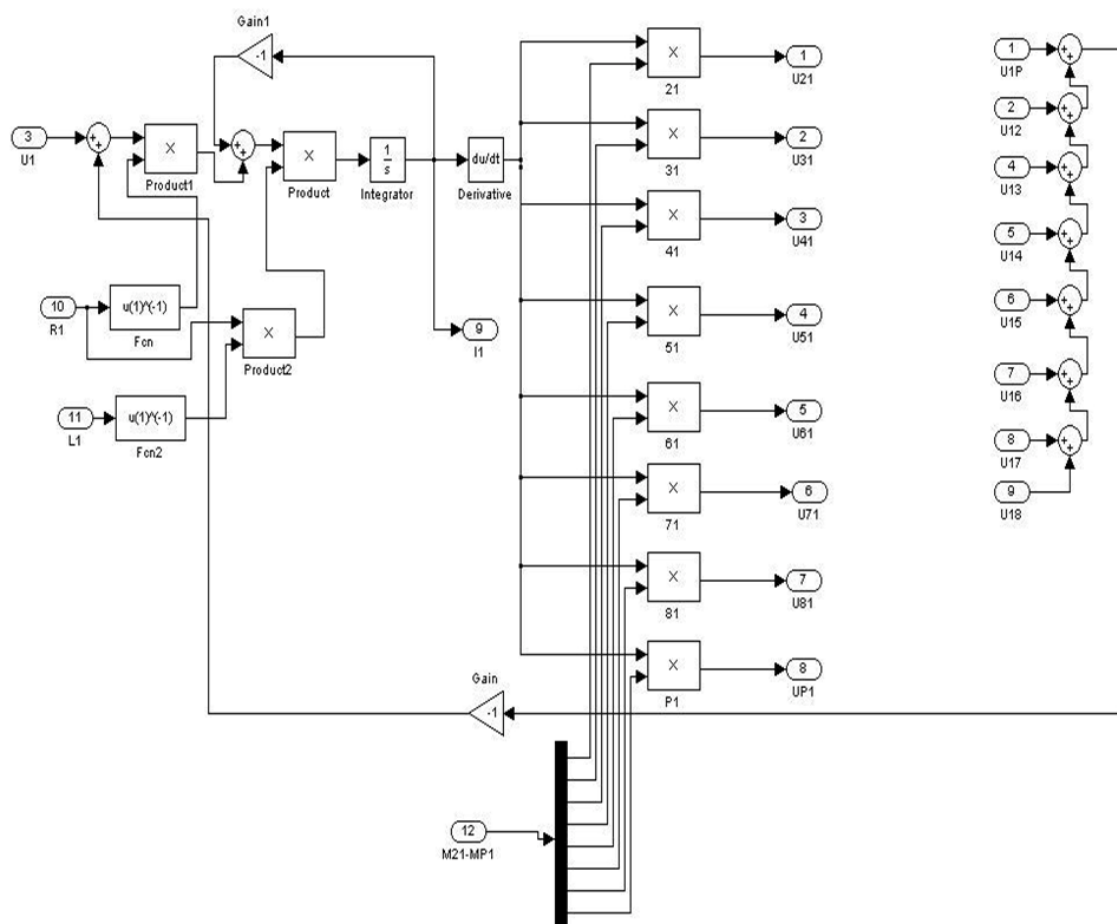 Gain1
-1
3
U1
+
+
X
Product1
+
+
X
Product
1
s
Integrator
du/dt
Derivative
10
R1
u(1)^(-1)
Fcn
X
Product2
11
L1
u(1)^(-1)
Fcn2
9
I1
X
21
1
U21
X
31
2
U31
X
41
3
U41
X
51
4
U51
X
61
5
U61
X
71
6
U71
X
81
7
U81
X
P1
8
UP1
Gain
-1
12
M21-MP1
1
U1P
+
+
2
U12
+
+
4
U13
+
+
5
U14
+
+
6
U15
+
+
7
U16
+
+
8
U17
+
+
9
U18